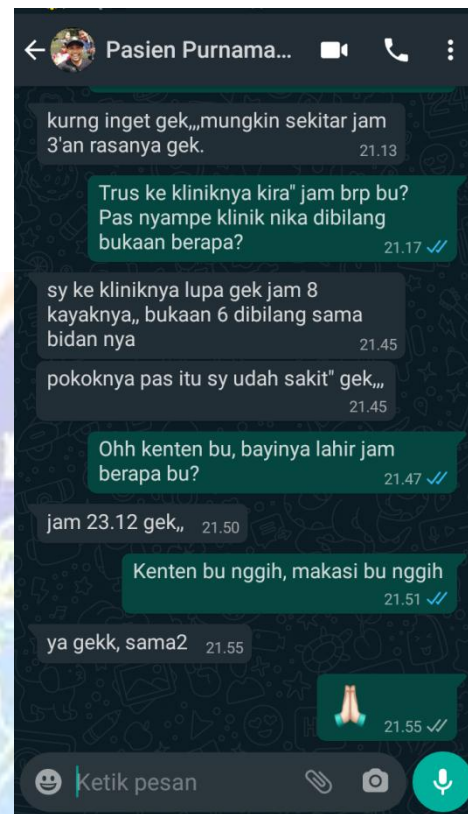 Pasien Purnama...
kurng inget gek,,,mungkin sekitar jam
3'an rasanya gek.
21.13
Trus ke kliniknya kira" jam brp bu?
Pas nyampe klinik nika dibilang
bukaan berapa?
21.17
sy ke kliniknya lupa gek jam 8
kayaknya,, bukaan 6 dibilang sama
bidan nya
21.45
pokoknya pas itu sy udah sakit" gek,,,
21.45
Ohh kenten bu, bayinya lahir jam
berapa bu?
21.47
jam 23.12 gek,, 21.50
Kenten bu nggih, makasi bu nggih
21.51
ya gekk, sama2 21.55
21.55
Ketik pesan